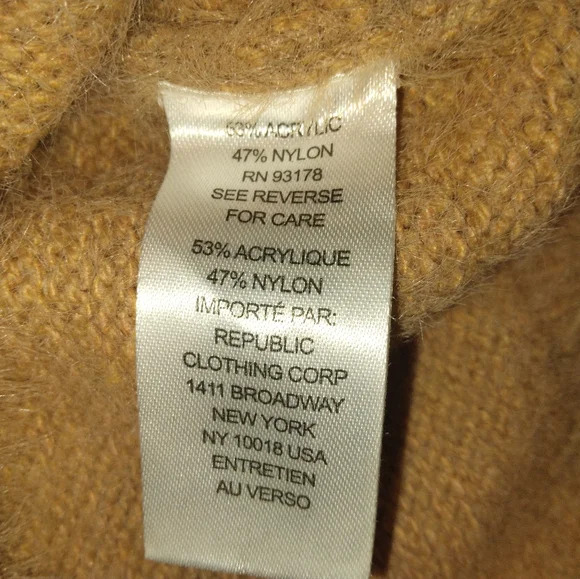 53% ACRYLIC
47% NYLON
RN 93178
SEE REVERSE
FOR CARE
53% ACRYLIQUE
47% NYLON
IMPORTÉ PAR:
REPUBLIC
CLOTHING CORP
1411 BROADWAY
NEW YORK
NY 10018 USA
ENTRETIEN
AU VERSO